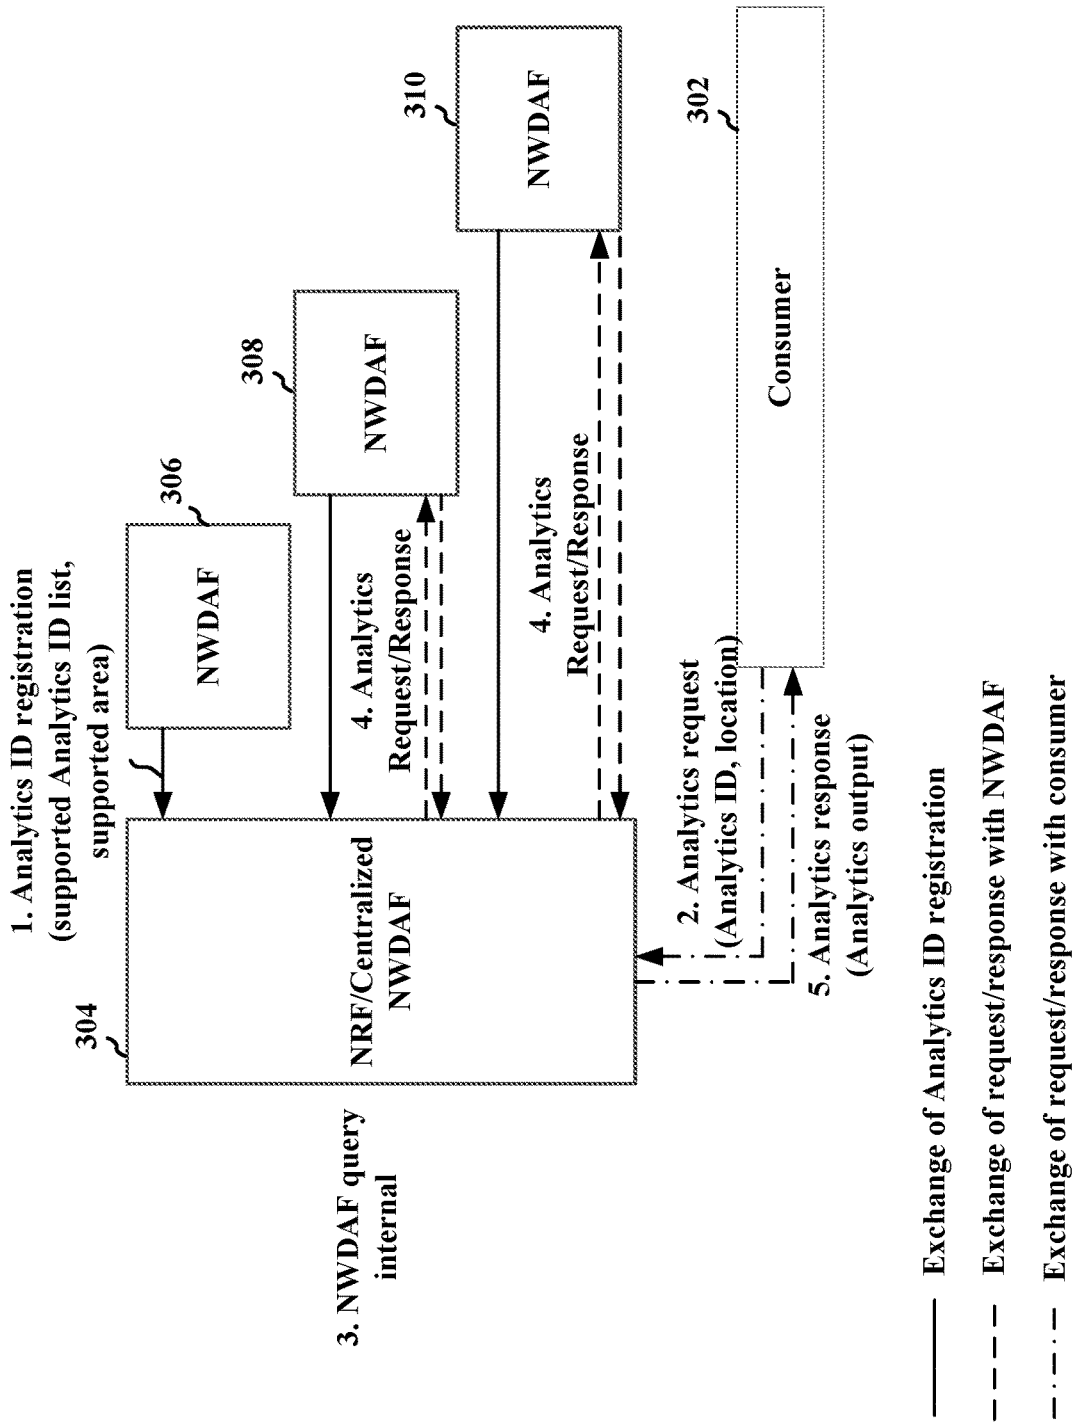 1. Analytics ID registration
(supported Analytics ID list,
supported area)
306
NWDAF
308
NWDAF
310
NWDAF
304
NRF/Centralized
NWDAF
3. NWDAF query
internal
4. Analytics
Request/Response
4. Analytics
Request/Response
2. Analytics request
(Analytics ID, location)
5. Analytics response
(Analytics output)
302
Consumer
Exchange of Analytics ID registration
Exchange of request/response with NWDAF
Exchange of request/response with consumer